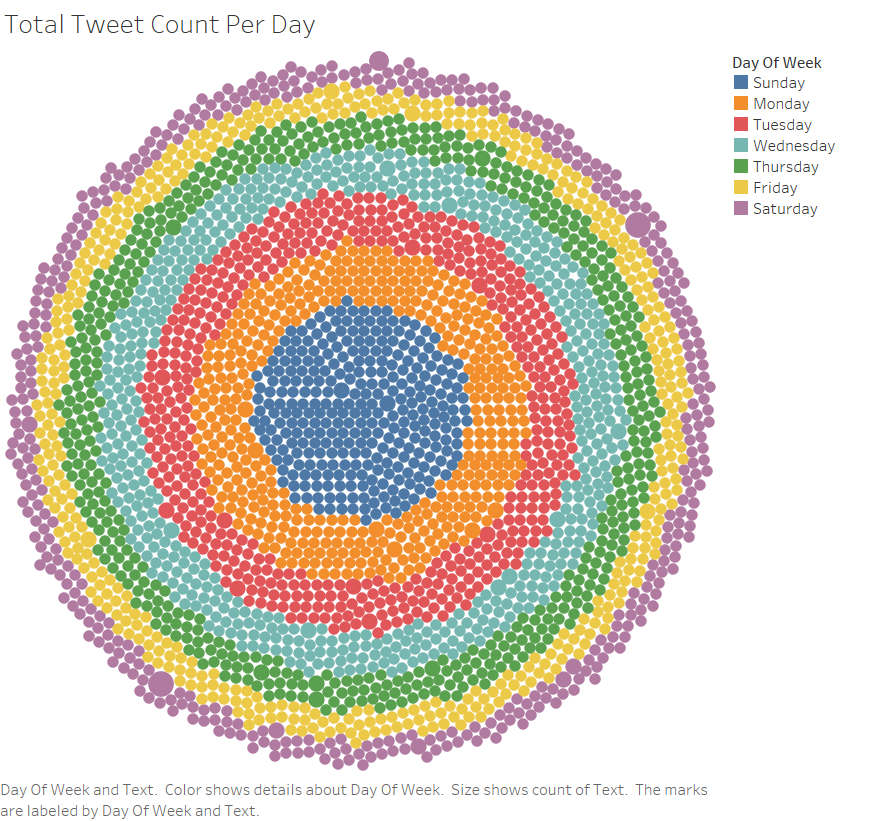 Total Tweet Count Per Day
Day Of Week
Sunday
Monday
Tuesday
Wednesday
Thursday
Friday
Saturday
Day Of Week and Text. Color shows details about Day Of Week. Size shows count of Text. The marks
are labeled by Day Of Week and Text.